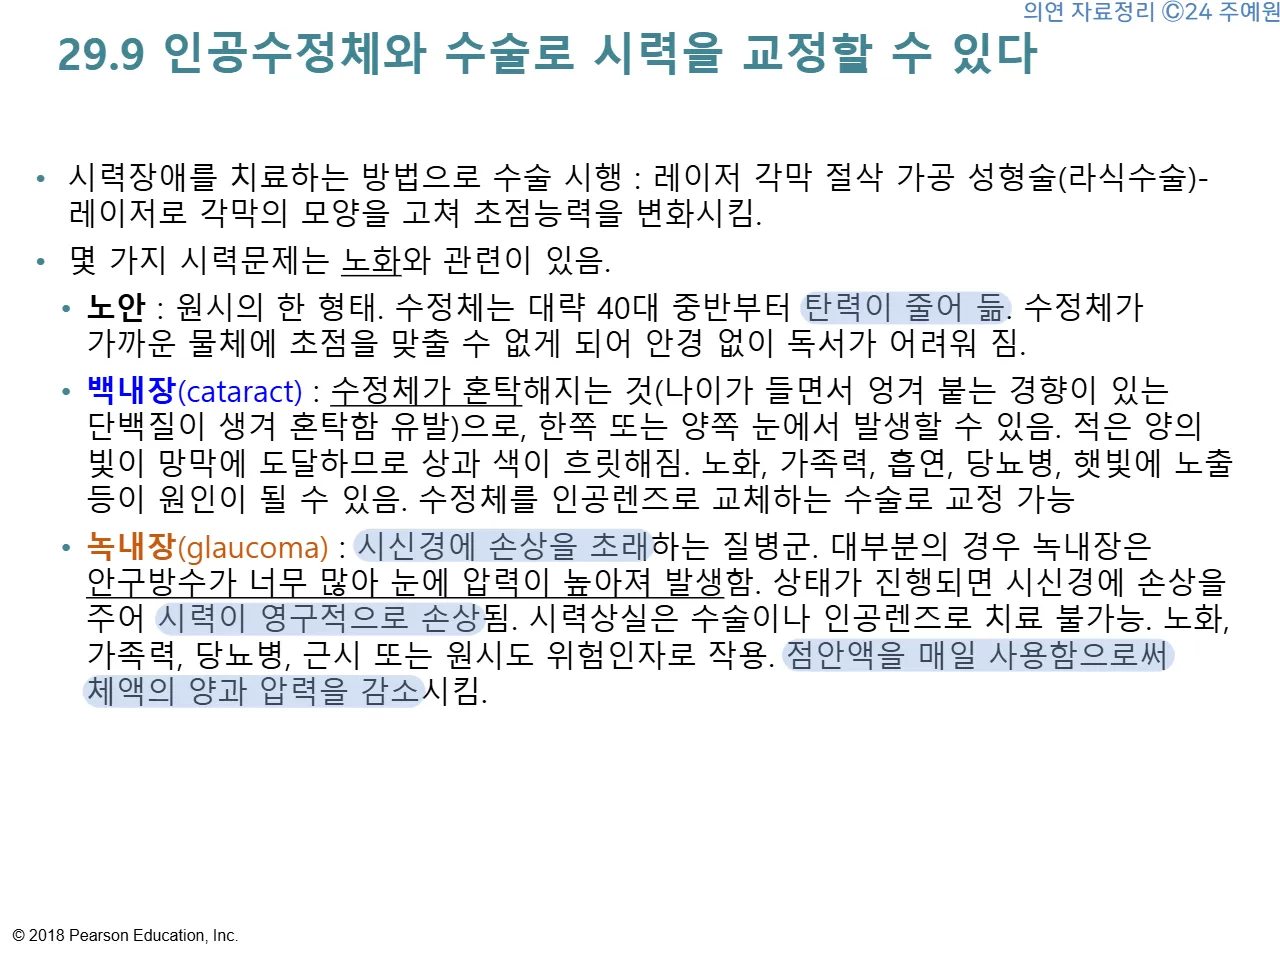 의연 자료정리 ©24 주예원
29.9 인공수정체와 수술로 시력을 교정할 수 있다
• 시력장애를 치료하는 방법으로 수술 시행 : 레이저 각막 절삭 가공 성형술(라식수술)-
레이저로 각막의 모양을 고쳐 초점능력을 변화시킴.
• 몇 가지 시력문제는 노화와 관련이 있음.
• 노안 : 원시의 한 형태. 수정체는 대략 40대 중반부터 탄력이 줄어 듦. 수정체가
가까운 물체에 초점을 맞출 수 없게 되어 안경 없이 독서가 어려워 짐.
• 백내장(cataract) : 수정체가 혼탁해지는 것(나이가 들면서 엉겨 붙는 경향이 있는
단백질이 생겨 혼탁함 유발)으로, 한쪽 또는 양쪽 눈에서 발생할 수 있음. 적은 양의
빛이 망막에 도달하므로 상과 색이 흐릿해짐. 노화, 가족력, 흡연, 당뇨병, 햇빛에 노출
등이 원인이 될 수 있음. 수정체를 인공렌즈로 교체하는 수술로 교정 가능
• 녹내장(glaucoma) : 시신경에 손상을 초래하는 질병군. 대부분의 경우 녹내장은
안구방수가 너무 많아 눈에 압력이 높아져 발생함. 상태가 진행되면 시신경에 손상을
주어 시력이 영구적으로 손상됨. 시력상실은 수술이나 인공렌즈로 치료 불가능. 노화,
가족력, 당뇨병, 근시 또는 원시도 위험인자로 작용. 점안액을 매일 사용함으로써
체액의 양과 압력을 감소시킴.
© 2018 Pearson Education, Inc.